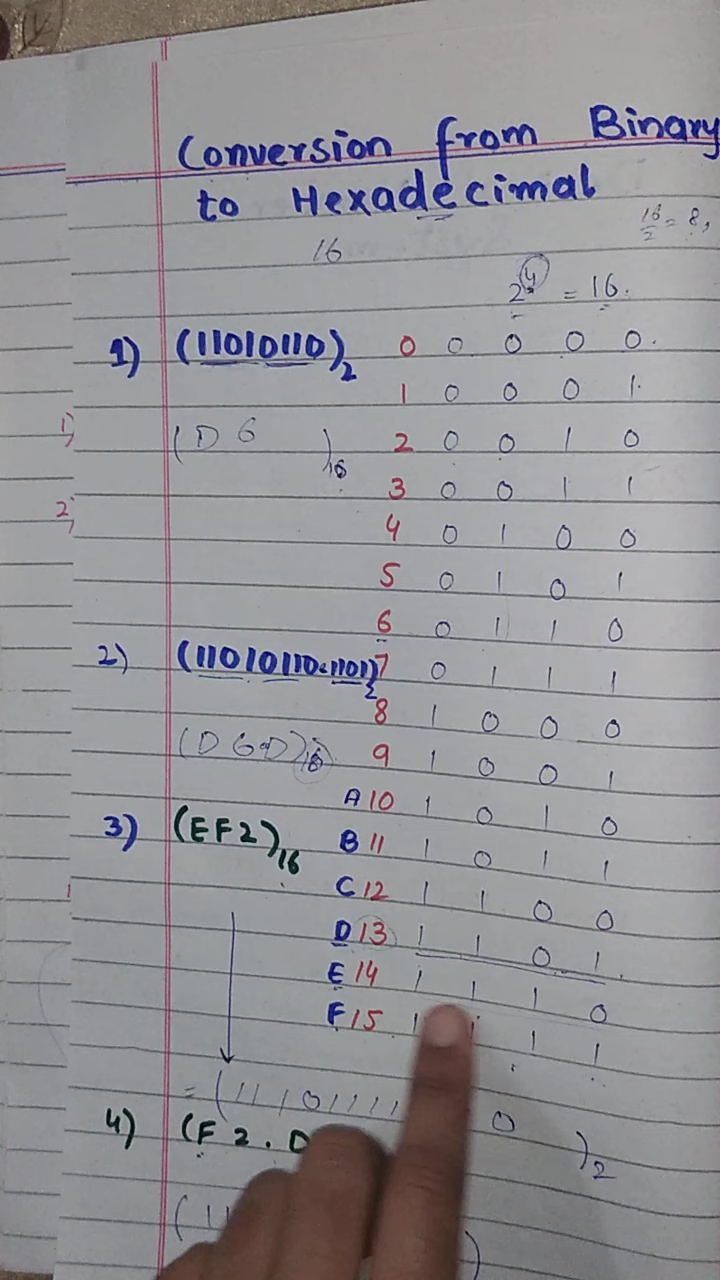 Conversion from Binary
to Hexadecimal
16
16/2 = 8,
2^4 = 16.
1) (11010110)2 0 0 0 0 0.
1 0 0 0 1.
(D 6 )16 2 0 0 1 0
3 0 0 1 1
4 0 1 0 0
5 0 1 0 1
6 0 1 1 0
2) (11010110.1101)2 7 0 1 1 1
8 1 0 0 0
(D 6.D)16 9 1 0 0 1
A 10 1 0 1 0
3) (EF2)16 B 11 1 0 1 1
C 12 1 1 0 0
D 13 1 1 0 1
E 14 1 1 1 0
F 15 1 1 1 1
= (11101111 0 )2
4) (F2.D
(11 )
1)
2)